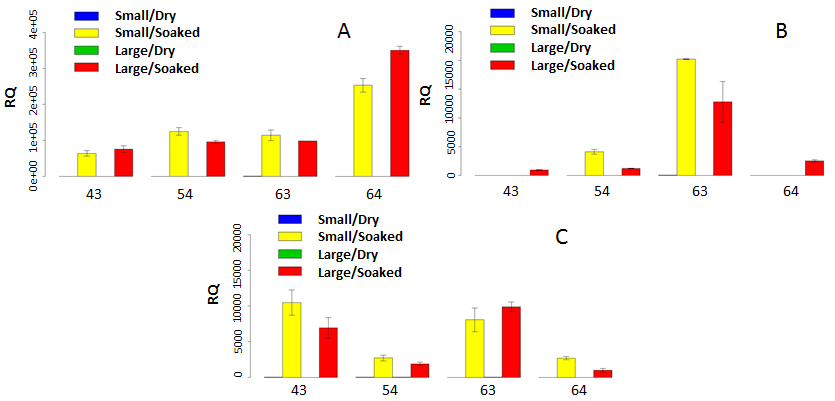 A
Small/Dry
Small/Soaked
Large/Dry
Large/Soaked
RQ
0e+00 1e+05 2e+05 3e+05 4e+05
43 54 63 64
B
Small/Dry
Small/Soaked
Large/Dry
Large/Soaked
RQ
0 5000 10000 15000 20000
43 54 63 64
C
Small/Dry
Small/Soaked
Large/Dry
Large/Soaked
RQ
0 5000 10000 15000 20000
43 54 63 64